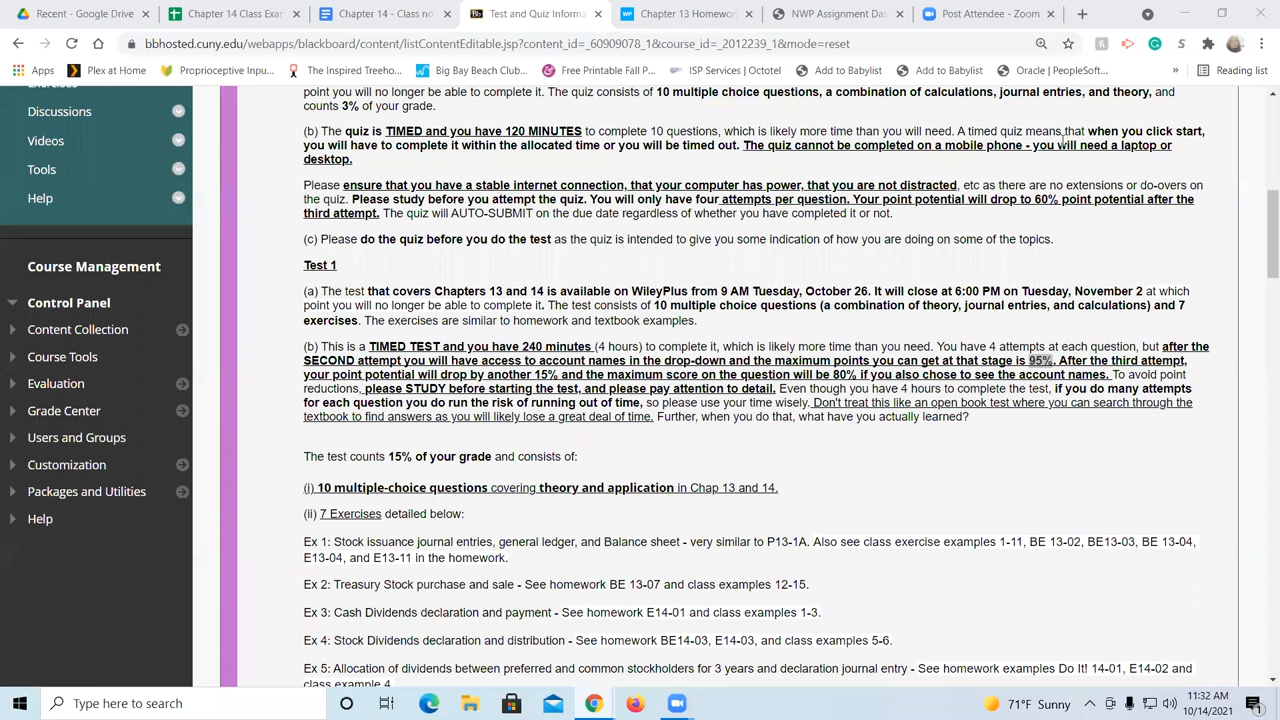 Recent - Google Drive
Chapter 14 Class Exam
Chapter 14 - Class no
Test and Quiz Informa
Chapter 13 Homework
NWP Assignment Da
Post Attendee - Zoom
bbhosted.cuny.edu/webapps/blackboard/content/listContentEditable.jsp?content_id=_60909078_1&course_id=_2012239_1&mode=reset
Apps
Plex at Home
Proprioceptive Inpu...
The Inspired Treeho...
Big Bay Beach Club...
Free Printable Fall P...
ISP Services | Octotel
Add to Babylist
Add to Babylist
Oracle | PeopleSoft...
»
Reading list
Discussions
Videos
Tools
Help
Course Management
Control Panel
Content Collection
Course Tools
Evaluation
Grade Center
Users and Groups
Customization
Packages and Utilities
Help
point you will no longer be able to complete it. The quiz consists of 10 multiple choice questions, a combination of calculations, journal entries, and theory, and
counts 3% of your grade.
(b) The quiz is TIMED and you have 120 MINUTES to complete 10 questions, which is likely more time than you will need. A timed quiz means that when you click start,
you will have to complete it within the allocated time or you will be timed out. The quiz cannot be completed on a mobile phone - you will need a laptop or
desktop.
Please ensure that you have a stable internet connection, that your computer has power, that you are not distracted, etc as there are no extensions or do-overs on
the quiz. Please study before you attempt the quiz. You will only have four attempts per question. Your point potential will drop to 60% point potential after the
third attempt. The quiz will AUTO-SUBMIT on the due date regardless of whether you have completed it or not.
(c) Please do the quiz before you do the test as the quiz is intended to give you some indication of how you are doing on some of the topics.
Test 1
(a) The test that covers Chapters 13 and 14 is available on WileyPlus from 9 AM Tuesday, October 26. It will close at 6:00 PM on Tuesday, November 2 at which
point you will no longer be able to complete it. The test consists of 10 multiple choice questions (a combination of theory, journal entries, and calculations) and 7
exercises. The exercises are similar to homework and textbook examples.
(b) This is a TIMED TEST and you have 240 minutes (4 hours) to complete it, which is likely more time than you need. You have 4 attempts at each question, but after the
SECOND attempt you will have access to account names in the drop-down and the maximum points you can get at that stage is 95%. After the third attempt,
your point potential will drop by another 15% and the maximum score on the question will be 80% if you also chose to see the account names. To avoid point
reductions, please STUDY before starting the test, and please pay attention to detail. Even though you have 4 hours to complete the test, if you do many attempts
for each question you do run the risk of running out of time, so please use your time wisely. Don't treat this like an open book test where you can search through the
textbook to find answers as you will likely lose a great deal of time. Further, when you do that, what have you actually learned?
The test counts 15% of your grade and consists of:
(i) 10 multiple-choice questions covering theory and application in Chap 13 and 14.
(ii) 7 Exercises detailed below:
Ex 1: Stock issuance journal entries, general ledger, and Balance sheet - very similar to P13-1A. Also see class exercise examples 1-11, BE 13-02, BE13-03, BE 13-04,
E13-04, and E13-11 in the homework.
Ex 2: Treasury Stock purchase and sale - See homework BE 13-07 and class examples 12-15.
Ex 3: Cash Dividends declaration and payment - See homework E14-01 and class examples 1-3.
Ex 4: Stock Dividends declaration and distribution - See homework BE14-03, E14-03, and class examples 5-6.
Ex 5: Allocation of dividends between preferred and common stockholders for 3 years and declaration journal entry - See homework examples Do It! 14-01, E14-02 and
class example 4.
Type here to search
71°F Sunny
11:32 AM
10/14/2021
1